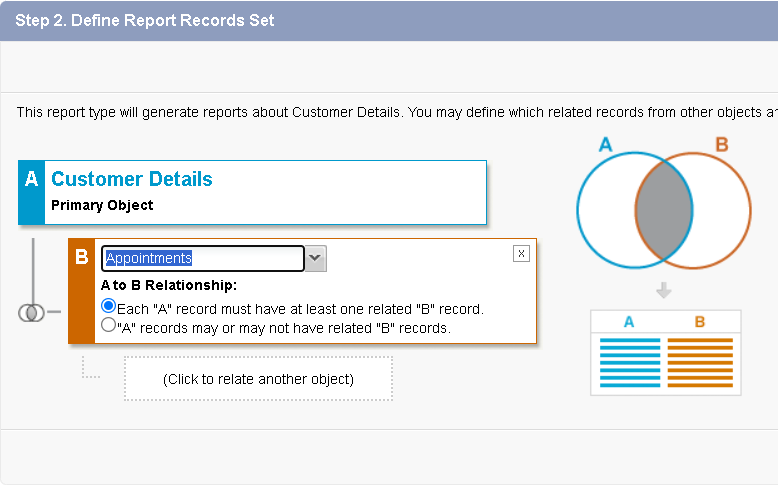 Step 2. Define Report Records Set
This report type will generate reports about Customer Details. You may define which related records from other objects
A
B
A Customer Details
Primary Object
B Appointments
x
A to B Relationship:
Each "A" record must have at least one related "B" record.
"A" records may or may not have related "B" records.
(Click to relate another object)
A B